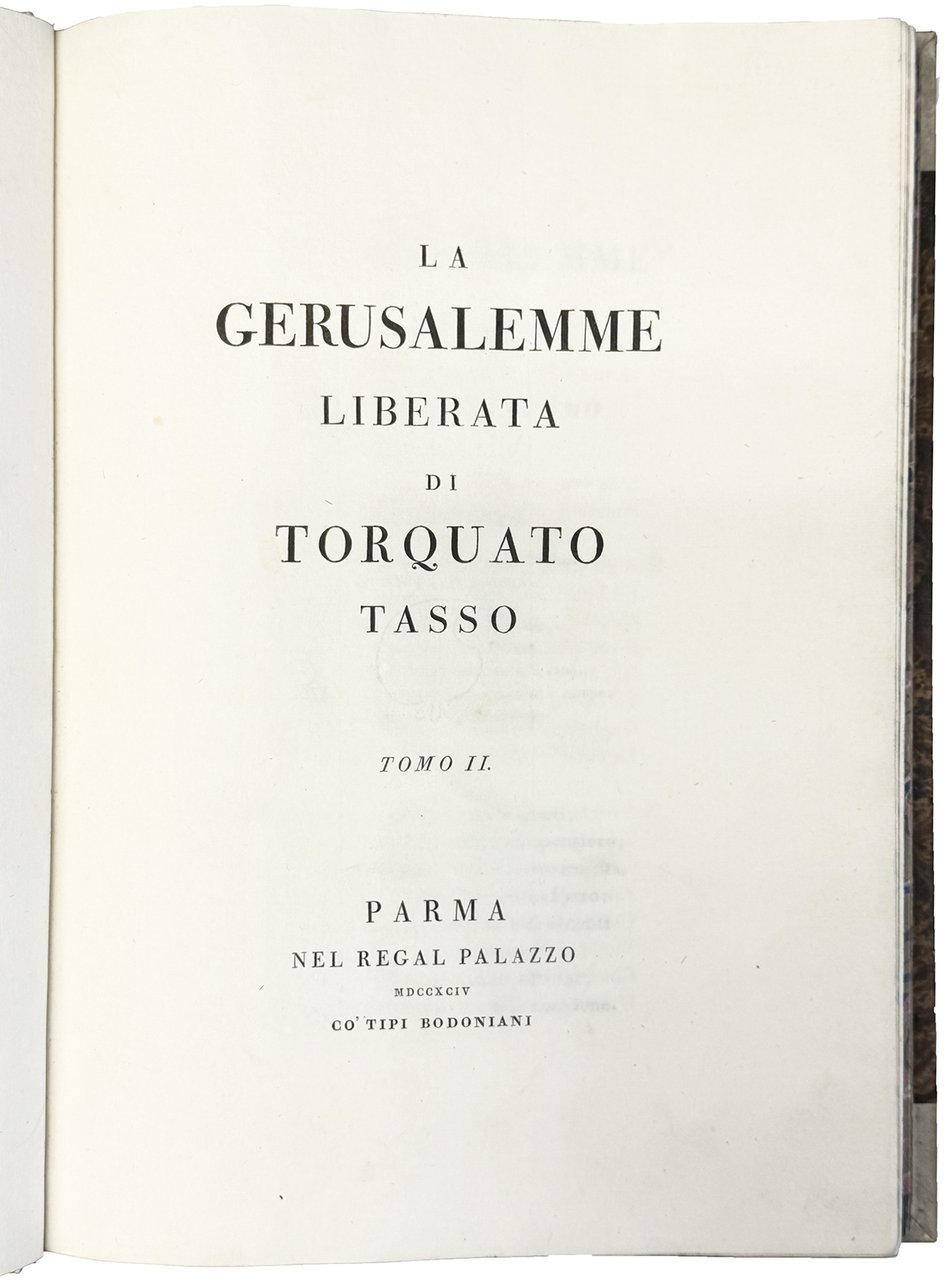 LA
GERUSALEMME
LIBERATA
DI
TORQUATO
TASSO
TOMO II.
PARMA
NEL REGAL PALAZZO
MDCCXCIV
CO' TIPI BODONIANI